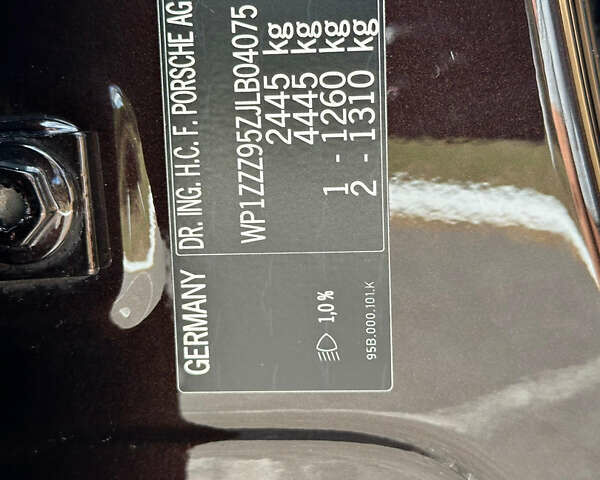 GERMANY DR. ING. H.C. F. PORSCHE AG
WP1ZZZ95ZJLB04075
2445 kg
4445 kg
1 - 1260 kg
2 - 1310 kg
1,0 %
95B.000.101.K